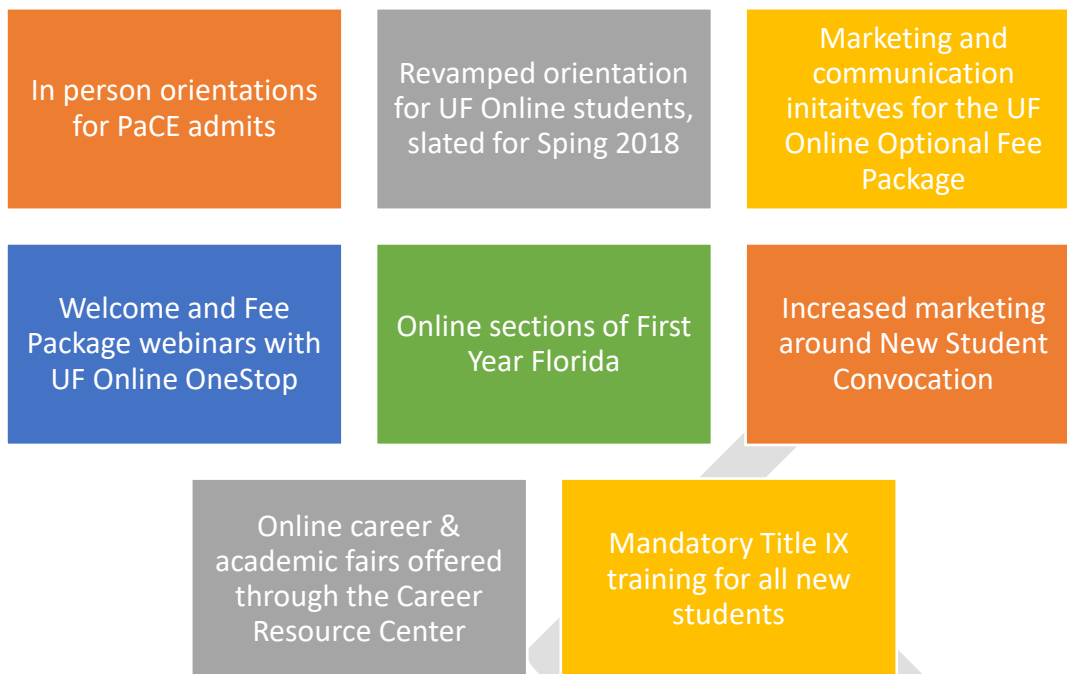 In person orientations
for PaCE admits
Revamped orientation
for UF Online students,
slated for Sping 2018
Marketing and
communication
initaitves for the UF
Online Optional Fee
Package
Welcome and Fee
Package webinars with
UF Online OneStop
Online sections of First
Year Florida
Increased marketing
around New Student
Convocation
Online career &
academic fairs offered
through the Career
Resource Center
Mandatory Title IX
training for all new
students